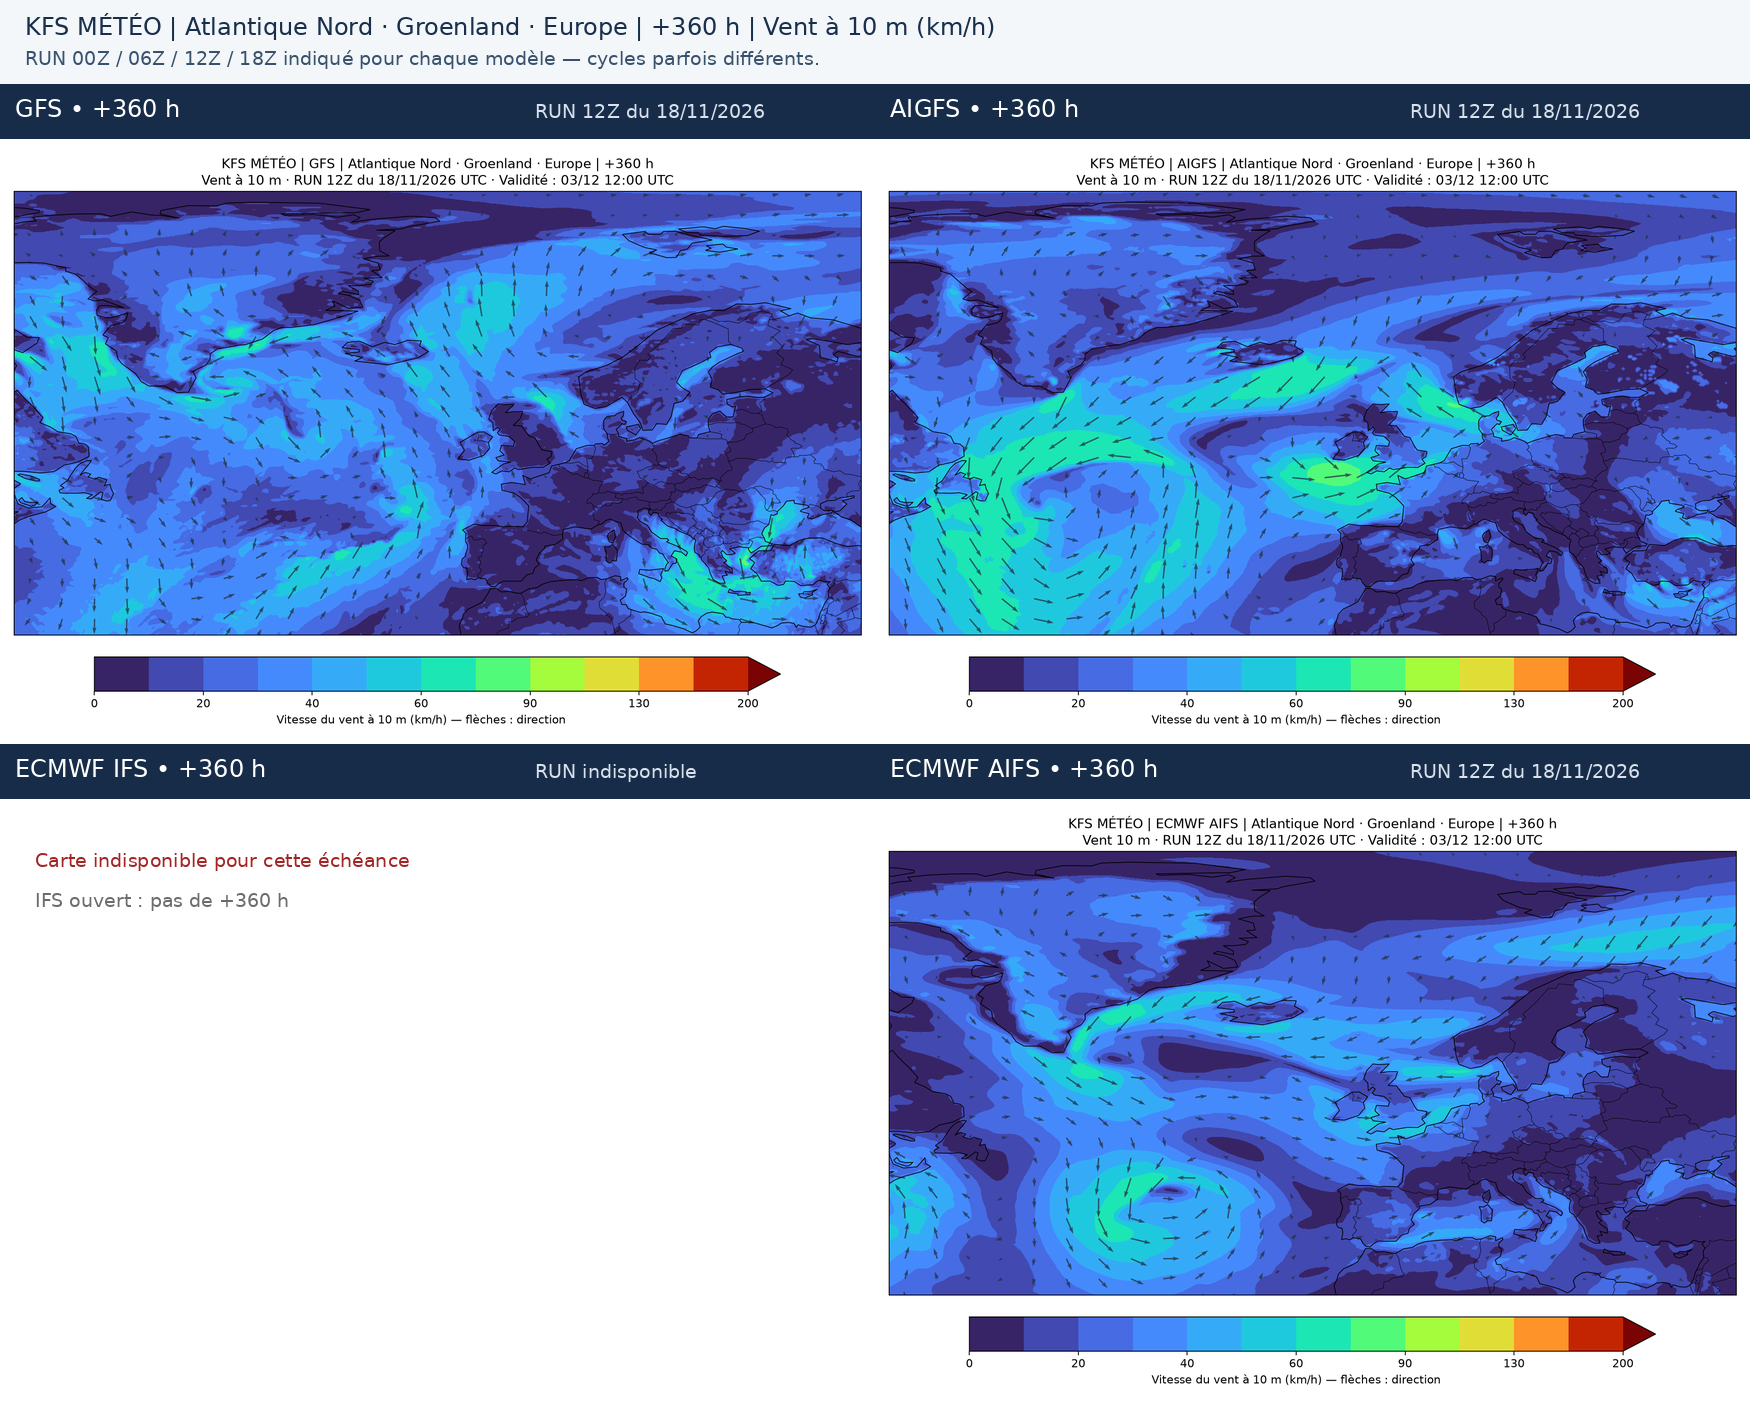 KFS MÉTÉO | Atlantique Nord · Groenland · Europe | +360 h | Vent à 10 m (km/h)
RUN 00Z / 06Z / 12Z / 18Z indiqué pour chaque modèle — cycles parfois différents.
GFS • +360 h
RUN 12Z du 18/11/2026
KFS MÉTÉO | GFS | Atlantique Nord · Groenland · Europe | +360 h
Vent à 10 m · RUN 12Z du 18/11/2026 UTC · Validité : 03/12 12:00 UTC
0 20 40 60 90 130 200
Vitesse du vent à 10 m (km/h) — flèches : direction
AIGFS • +360 h
RUN 12Z du 18/11/2026
KFS MÉTÉO | AIGFS | Atlantique Nord · Groenland · Europe | +360 h
Vent à 10 m · RUN 12Z du 18/11/2026 UTC · Validité : 03/12 12:00 UTC
0 20 40 60 90 130 200
Vitesse du vent à 10 m (km/h) — flèches : direction
ECMWF IFS • +360 h
RUN indisponible
Carte indisponible pour cette échéance
IFS ouvert : pas de +360 h
ECMWF AIFS • +360 h
RUN 12Z du 18/11/2026
KFS MÉTÉO | ECMWF AIFS | Atlantique Nord · Groenland · Europe | +360 h
Vent 10 m · RUN 12Z du 18/11/2026 UTC · Validité : 03/12 12:00 UTC
0 20 40 60 90 130 200
Vitesse du vent à 10 m (km/h) — flèches : direction